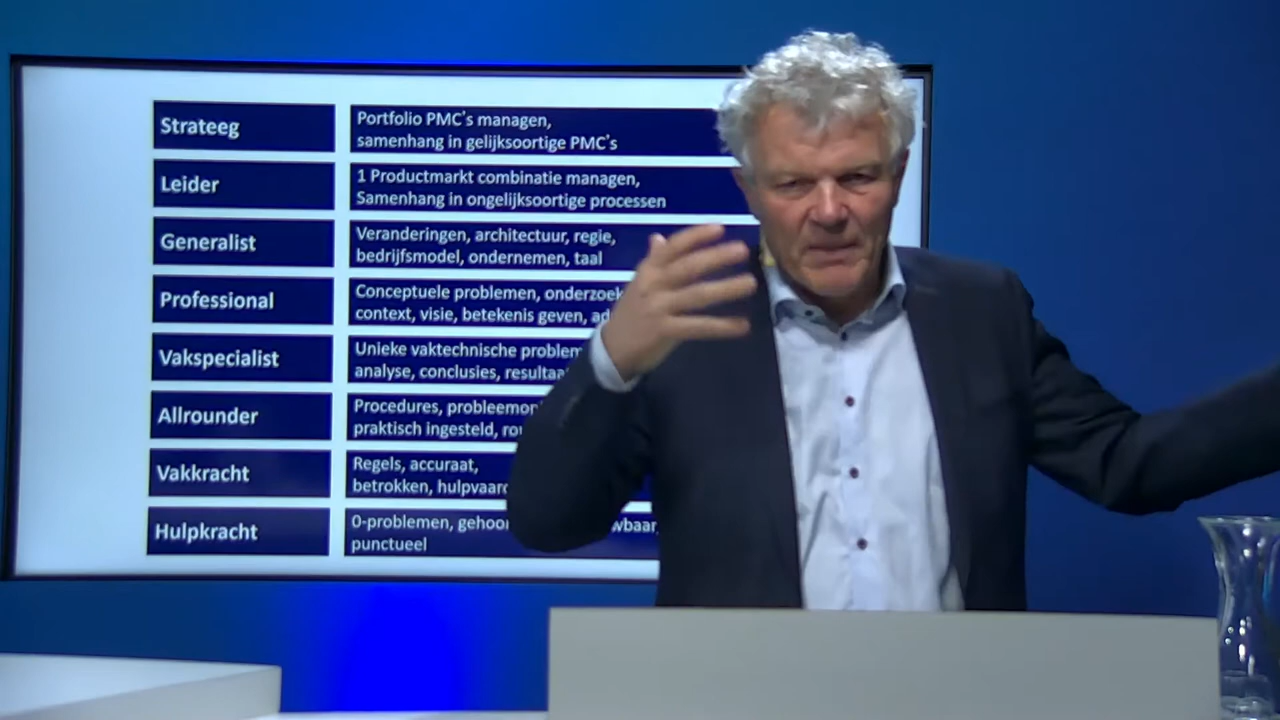 Strateeg
Portfolio PMC's managen,
samenhang in gelijksoortige PMC's
Leider
1 Productmarkt combinatie managen,
Samenhang in ongelijksoortige processen
Generalist
Veranderingen, architectuur, regie,
bedrijfsmodel, ondernemen, taal
Professional
Conceptuele problemen,
context, visie, betekenis geven,
Vakspecialist
Unieke vaktechnische
analyse, conclusies,
Allrounder
Procedures,
praktisch ingesteld,
Vakkracht
Regels, accuraat,
betrokken,
Hulpkracht
0-problemen,
punctueel